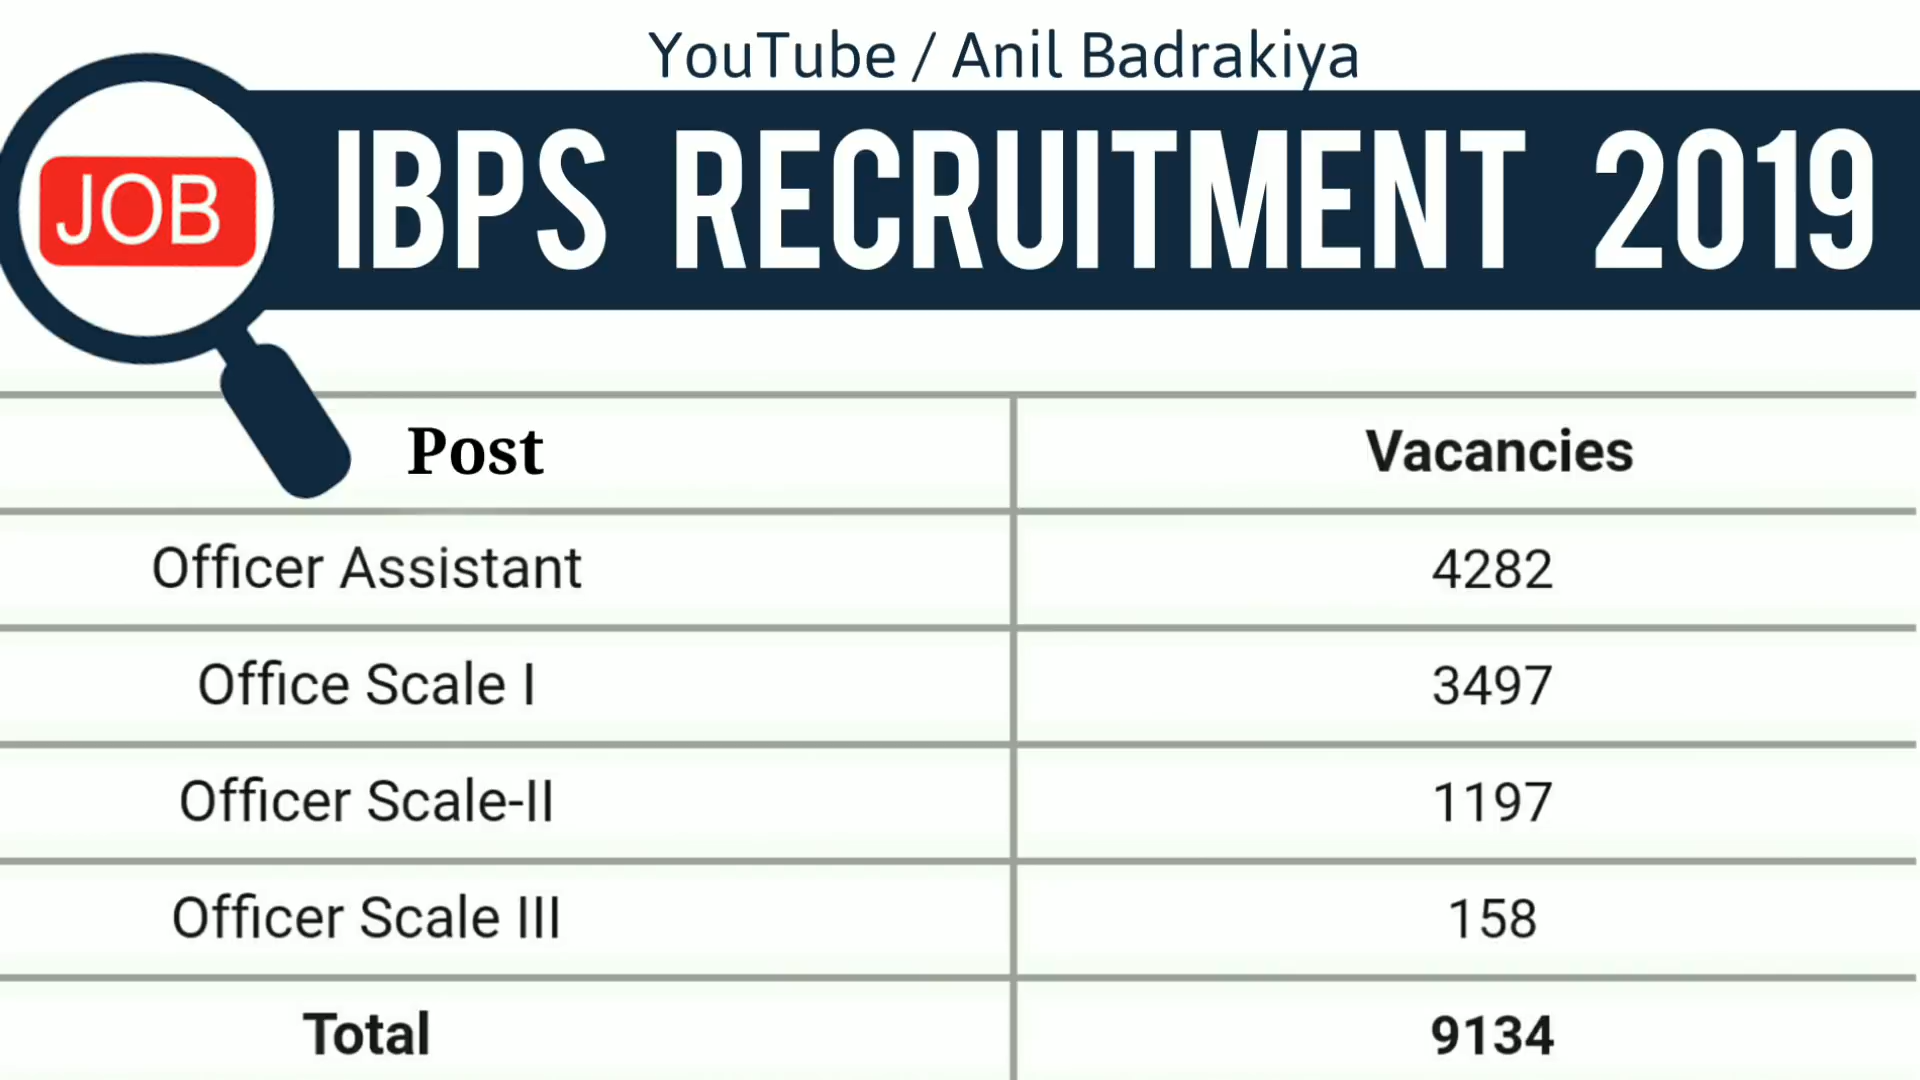 YouTube / Anil Badrakiya
JOB
IBPS RECRUITMENT 2019
Post Vacancies
Officer Assistant 4282
Office Scale I 3497
Officer Scale-II 1197
Officer Scale III 158
Total 9134